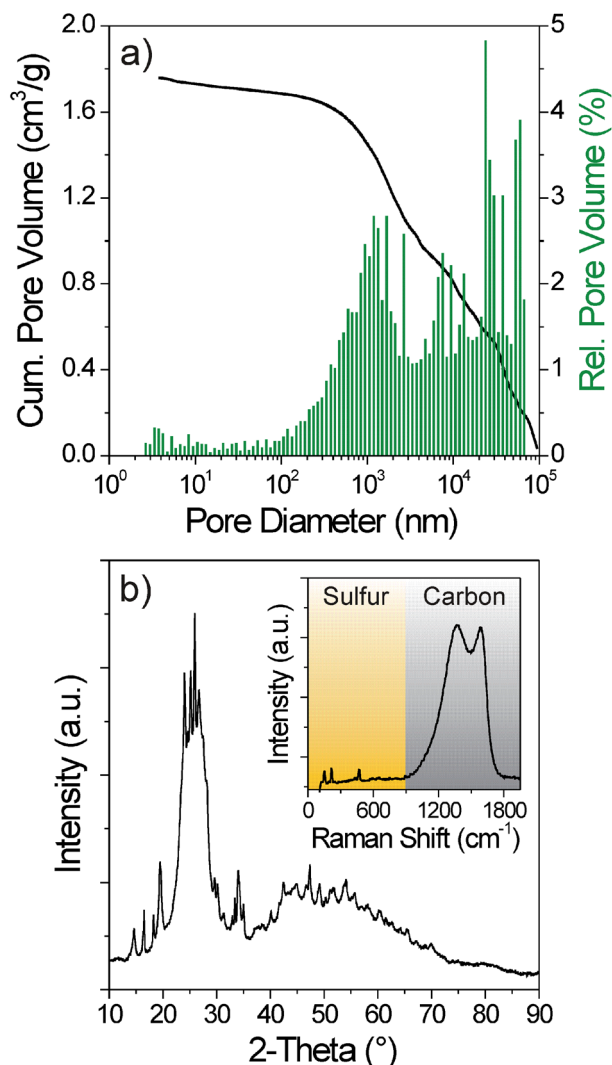 a)
Cum. Pore Volume (cm³/g)
2.0
1.6
1.2
0.8
0.4
0.0
5
4
3
2
1
0
Rel. Pore Volume (%)
10⁰ 10¹ 10² 10³ 10⁴ 10⁵
Pore Diameter (nm)
b)
Intensity (a.u.)
Sulfur Carbon
Intensity (a.u.)
0 600 1200 1800
Raman Shift (cm⁻¹)
10 20 30 40 50 60 70 80 90
2-Theta (°)